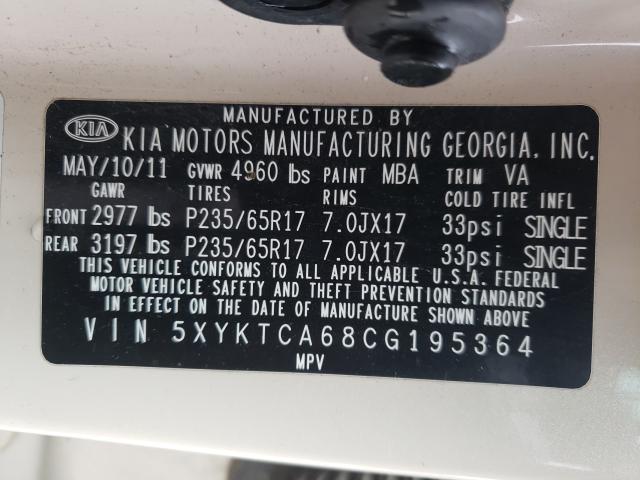 MANUFACTURED BY
KIA KIA MOTORS MANUFACTURING GEORGIA, INC.
MAY/10/11 GVWR 4960 lbs PAINT MBA TRIM VA
GAWR TIRES RIMS COLD TIRE INFL
FRONT 2977 lbs P235/65R17 7.0JX17 33psi SINGLE
REAR 3197 lbs P235/65R17 7.0JX17 33psi SINGLE
THIS VEHICLE CONFORMS TO ALL APPLICABLE U.S.A. FEDERAL
MOTOR VEHICLE SAFETY AND THEFT PREVENTION STANDARDS
IN EFFECT ON THE DATE OF MANUFACTURE SHOWN ABOVE
VIN 5XYKTCA68CG195364
MPV